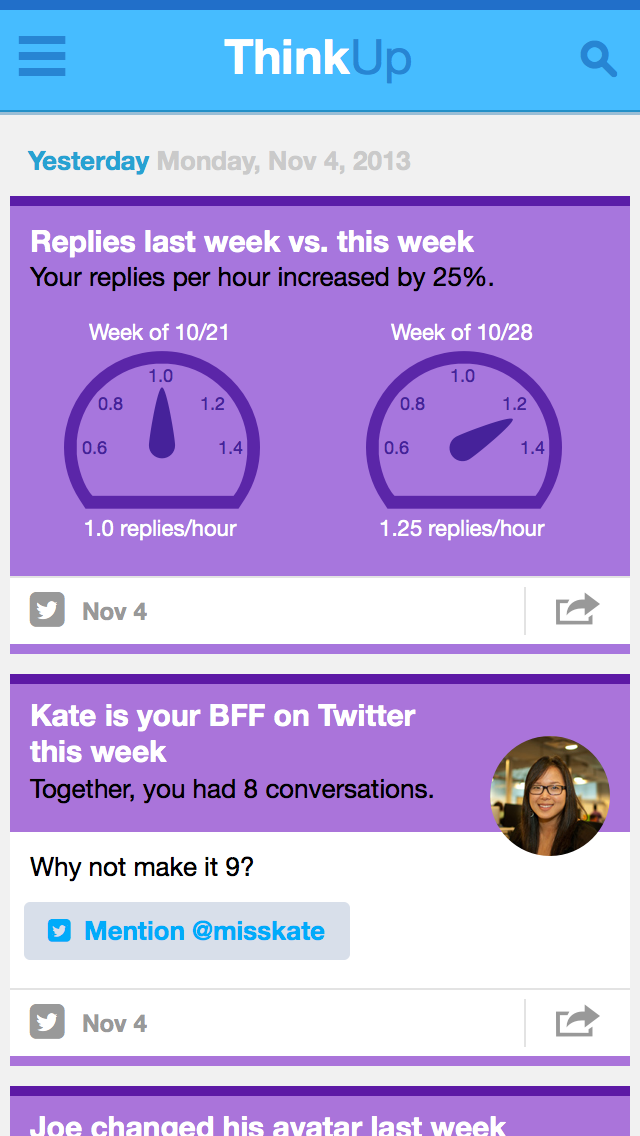 ThinkUp
Yesterday Monday, Nov 4, 2013
Replies last week vs. this week
Your replies per hour increased by 25%.
Week of 10/21
0.6 0.8 1.0 1.2 1.4
1.0 replies/hour
Week of 10/28
0.6 0.8 1.0 1.2 1.4
1.25 replies/hour
Nov 4
Kate is your BFF on Twitter
this week
Together, you had 8 conversations.
Why not make it 9?
Mention @misskate
Nov 4
Joe changed his avatar last week